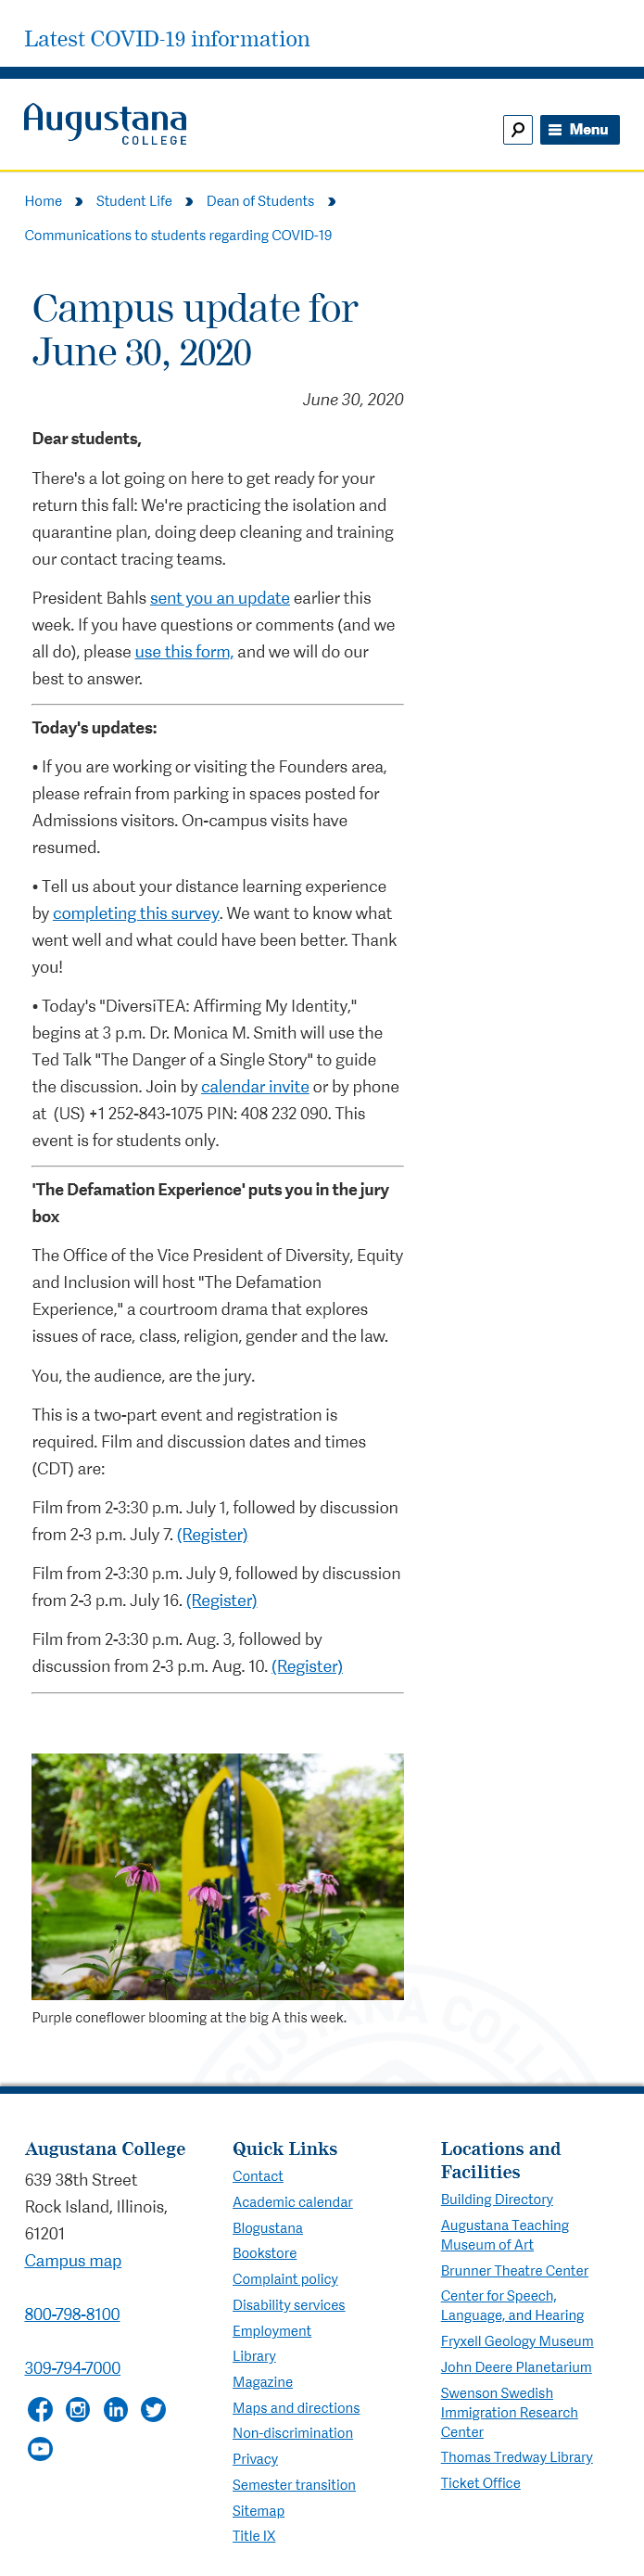 Latest COVID-19 information
Augustana
COLLEGE
Menu
Home
Student Life
Dean of Students
Communications to students regarding COVID-19
Campus update for
June 30, 2020
June 30, 2020
Dear students,
There's a lot going on here to get ready for your
return this fall: We're practicing the isolation and
quarantine plan, doing deep cleaning and training
our contact tracing teams.
President Bahls sent you an update earlier this
week. If you have questions or comments (and we
all do), please use this form, and we will do our
best to answer.
Today's updates:
• If you are working or visiting the Founders area,
please refrain from parking in spaces posted for
Admissions visitors. On-campus visits have
resumed.
• Tell us about your distance learning experience
by completing this survey. We want to know what
went well and what could have been better. Thank
you!
• Today's "DiversiTEA: Affirming My Identity,"
begins at 3 p.m. Dr. Monica M. Smith will use the
Ted Talk "The Danger of a Single Story" to guide
the discussion. Join by calendar invite or by phone
at (US) +1 252-843-1075 PIN: 408 232 090. This
event is for students only.
'The Defamation Experience' puts you in the jury
box
The Office of the Vice President of Diversity, Equity
and Inclusion will host "The Defamation
Experience," a courtroom drama that explores
issues of race, class, religion, gender and the law.
You, the audience, are the jury.
This is a two-part event and registration is
required. Film and discussion dates and times
(CDT) are:
Film from 2-3:30 p.m. July 1, followed by discussion
from 2-3 p.m. July 7. (Register)
Film from 2-3:30 p.m. July 9, followed by discussion
from 2-3 p.m. July 16. (Register)
Film from 2-3:30 p.m. Aug. 3, followed by
discussion from 2-3 p.m. Aug. 10. (Register)
Purple coneflower blooming at the big A this week.
AUGUSTANA COLLEGE
Augustana College
639 38th Street
Rock Island, Illinois,
61201
Campus map
800-798-8100
309-794-7000
Quick Links
Contact
Academic calendar
Blogustana
Bookstore
Complaint policy
Disability services
Employment
Library
Magazine
Maps and directions
Non-discrimination
Privacy
Semester transition
Sitemap
Title IX
Locations and
Facilities
Building Directory
Augustana Teaching
Museum of Art
Brunner Theatre Center
Center for Speech,
Language, and Hearing
Fryxell Geology Museum
John Deere Planetarium
Swenson Swedish
Immigration Research
Center
Thomas Tredway Library
Ticket Office